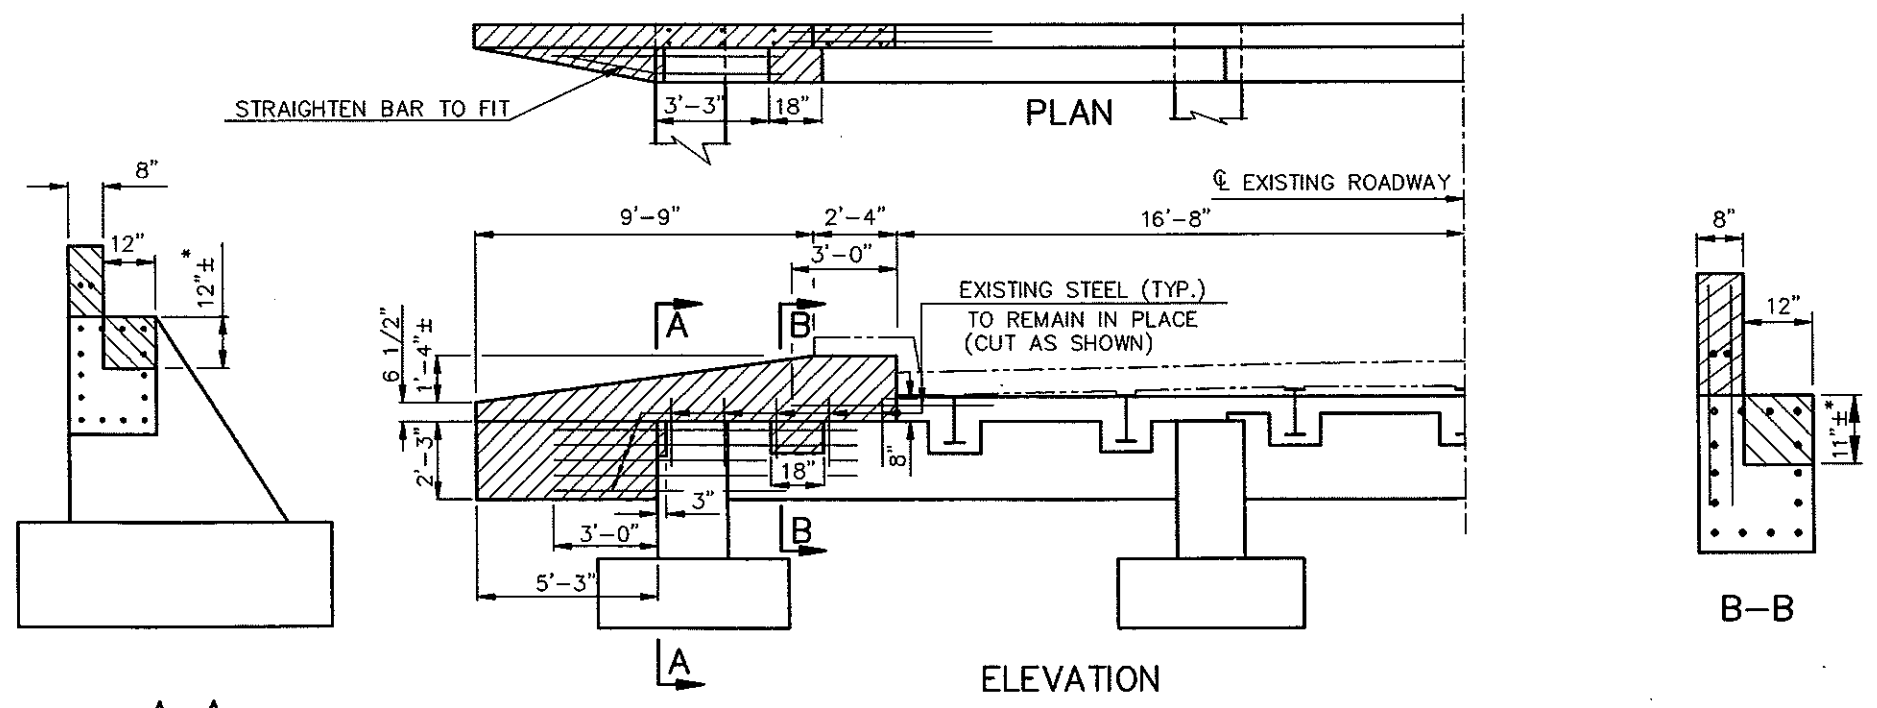 STRAIGHTEN BAR TO FIT
3'-3"
18"
PLAN
8"
12"
12"±*
℄ EXISTING ROADWAY
9'-9"
2'-4"
16'-8"
3'-0"
EXISTING STEEL (TYP.)
TO REMAIN IN PLACE
(CUT AS SHOWN)
A
B
6 1/2"
1'-4"±
2'-3"
18"
8"
3"
3'-0"
B
5'-3"
A
ELEVATION
8"
12"
11"±*
B-B